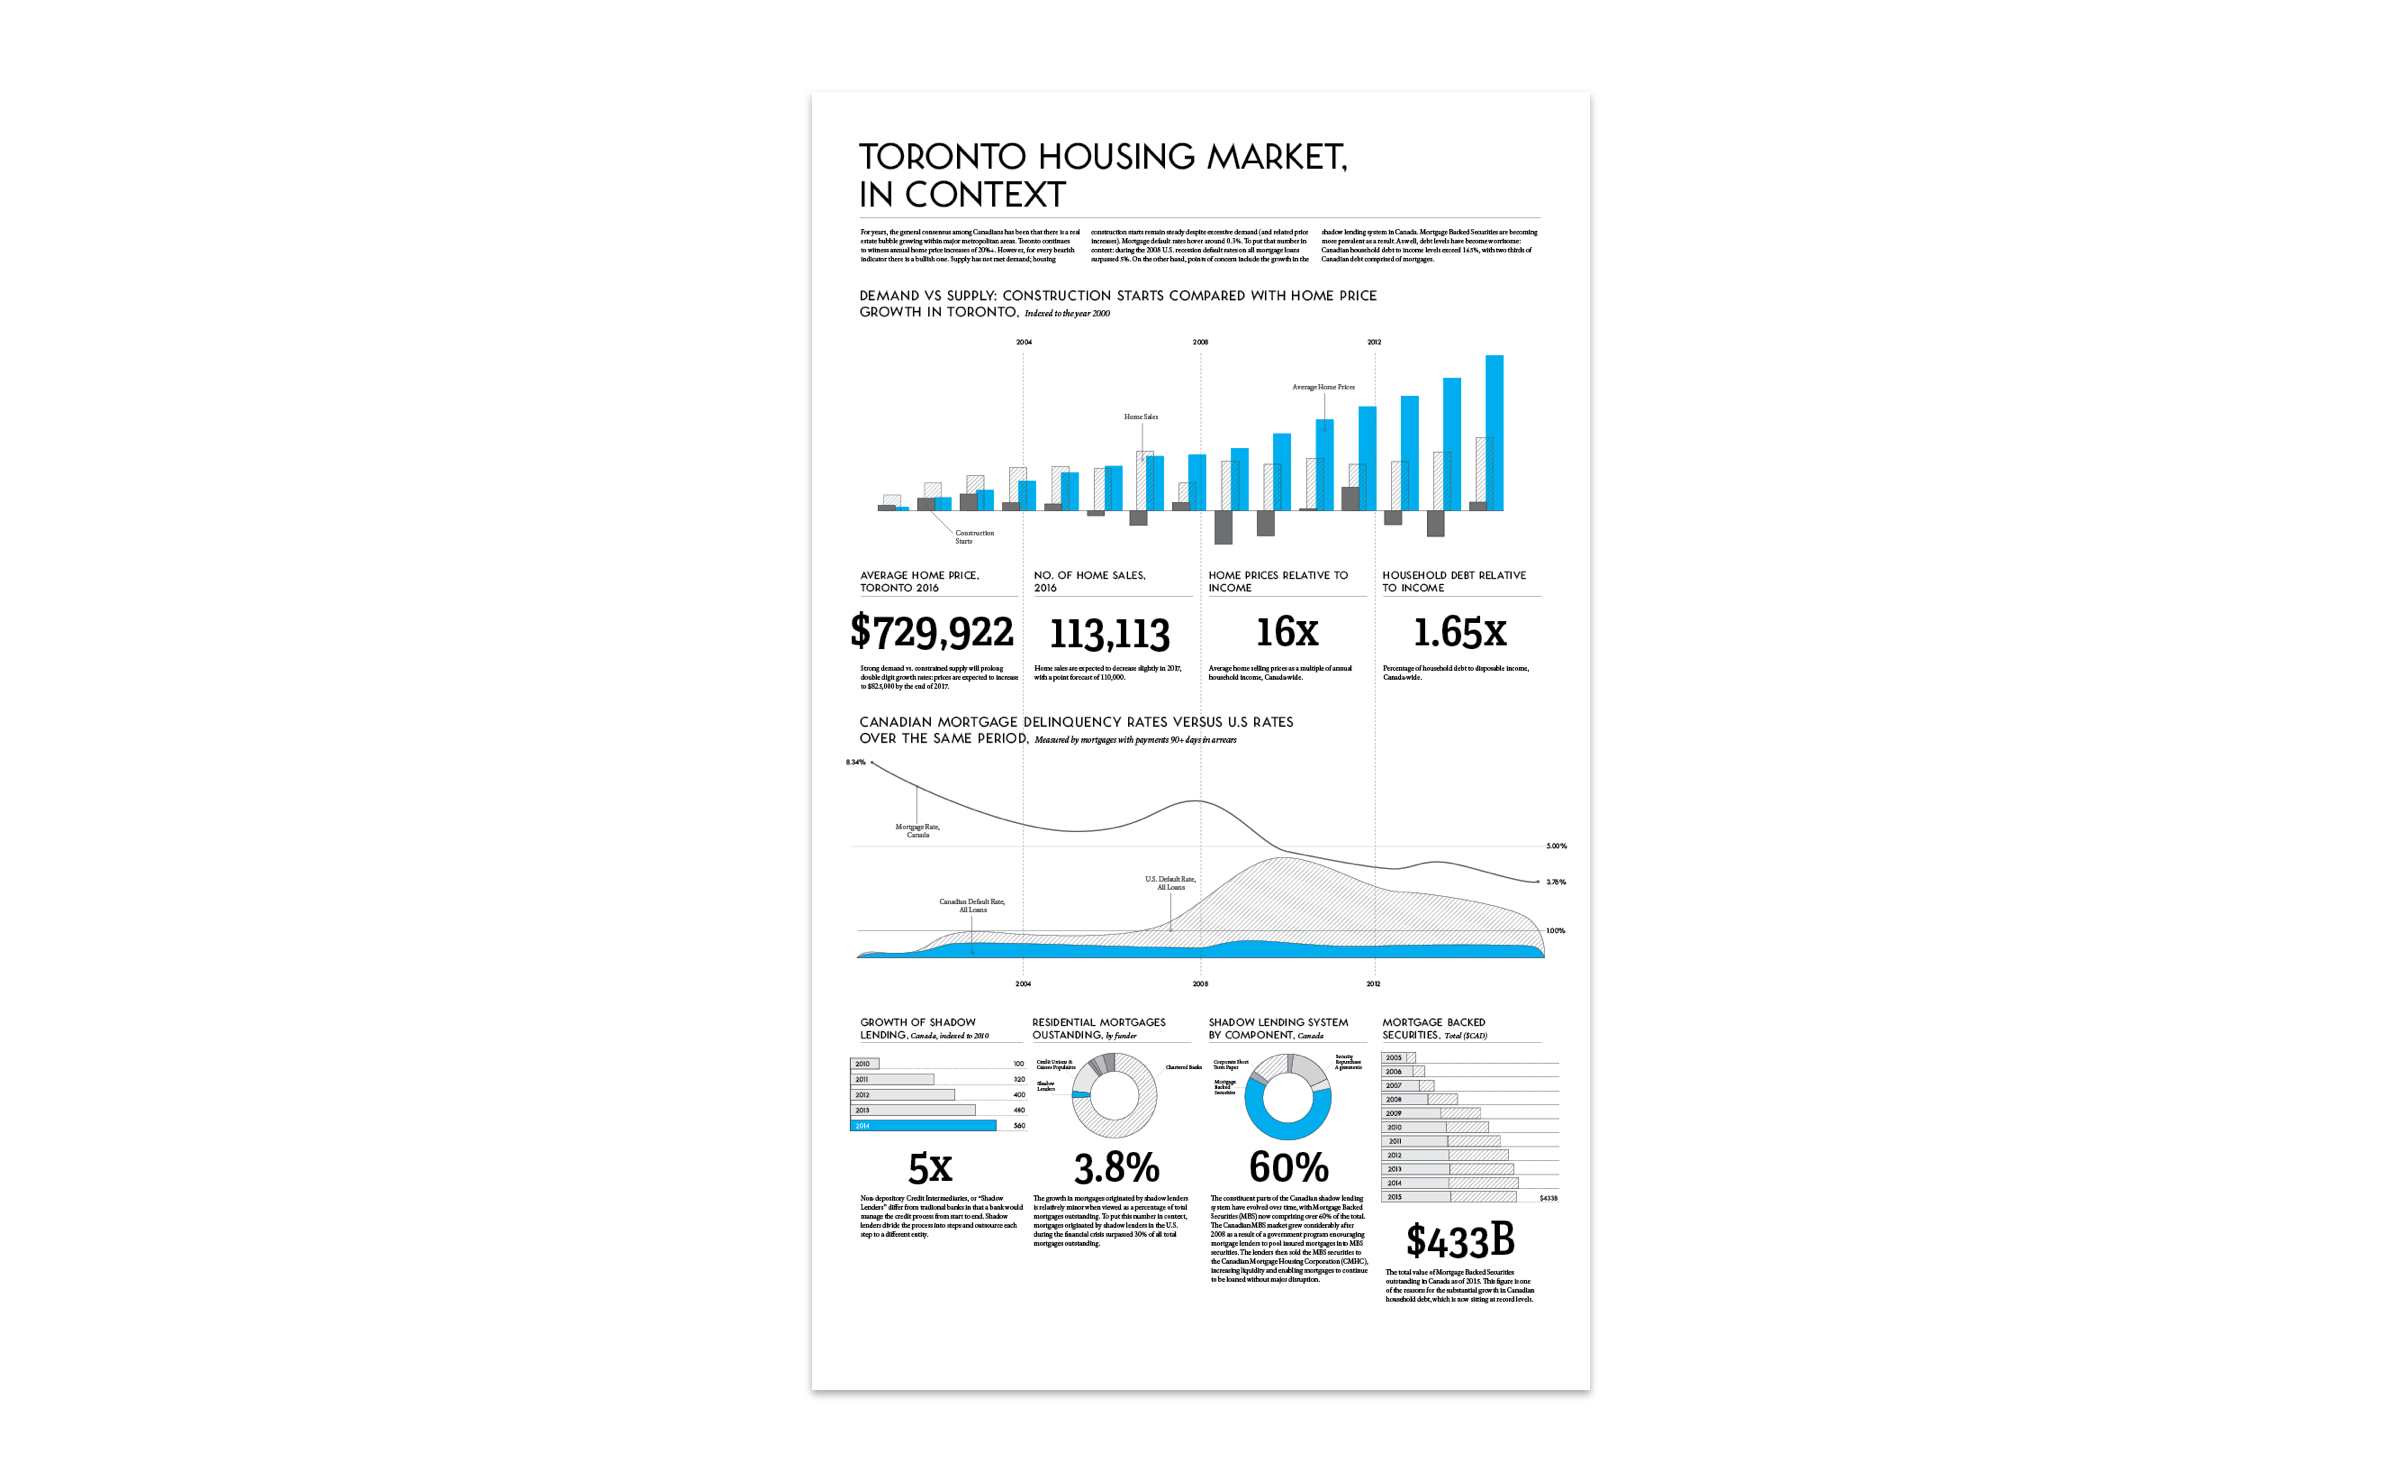 TORONTO HOUSING MARKET,
IN CONTEXT
For years, the general consensus among Canadians has been that there is a real
estate bubble growing within major metropolitan areas. Toronto continues
to witness annual home price increases of 20%+. However, for every bearish
indicator there is a bullish one. Supply has not met demand; housing
construction starts remain steady despite excessive demand (and related price
increases). Mortgage default rates hover around 0.3%. To put that number in
context: during the 2008 U.S. recession default rates on all mortgage loans
surpassed 5%. On the other hand, points of concern include the growth in the
shadow lending system in Canada. Mortgage Backed Securities are becoming
more prevalent as a result. As well, debt levels have become worrisome:
Canadian household debt to income levels exceed 165%, with two thirds of
Canadian debt comprised of mortgages.
DEMAND VS SUPPLY: CONSTRUCTION STARTS COMPARED WITH HOME PRICE
GROWTH IN TORONTO, Indexed to the year 2000
2004
2008
2012
Average Home Prices
Home Sales
Construction
Starts
AVERAGE HOME PRICE,
TORONTO 2016
$729,922
Strong demand vs. constrained supply will prolong
double digit growth rates: prices are expected to increase
to $825,000 by the end of 2017.
NO. OF HOME SALES,
2016
113,113
Home sales are expected to decrease slightly in 2017,
with a point forecast of 110,000.
HOME PRICES RELATIVE TO
INCOME
16x
Average home selling prices as a multiple of annual
household income, Canada-wide.
HOUSEHOLD DEBT RELATIVE
TO INCOME
1.65x
Percentage of household debt to disposable income,
Canada-wide.
CANADIAN MORTGAGE DELINQUENCY RATES VERSUS U.S RATES
OVER THE SAME PERIOD, Measured by mortgages with payments 90+ days in arrears
8.34%
Mortgage Rate,
Canada
5.00%
U.S. Default Rate,
All Loans
3.78%
Canadian Default Rate,
All Loans
1.00%
2004
2008
2012
GROWTH OF SHADOW
LENDING, Canada, indexed to 2010
2010 100
2011 320
2012 400
2013 480
2014 560
5x
Non-depository Credit Intermediaries, or "Shadow
Lenders" differ from tradional banks in that a bank would
manage the credit process from start to end. Shadow
lenders divide the process into steps and outsource each
step to a different entity.
RESIDENTIAL MORTGAGES
OUSTANDING, by funder
Credit Unions &
Caisses Populaires
Chartered Banks
Shadow
Lenders
3.8%
The growth in mortgages originated by shadow lenders
is relatively minor when viewed as a percentage of total
mortgages outstanding. To put this number in context,
mortgages originated by shadow lenders in the U.S.
during the financial crisis surpassed 30% of all total
mortgages outstanding.
SHADOW LENDING SYSTEM
BY COMPONENT, Canada
Corporate Short
Term Paper
Security
Repurchase
Agreements
Mortgage
Backed
Securities
60%
The constituent parts of the Canadian shadow lending
system have evolved over time, with Mortgage Backed
Securities (MBS) now comprising over 60% of the total.
The Canadian MBS market grew considerably after
2008 as a result of a government program encouraging
mortgage lenders to pool insured mortgages in to MBS
securities. The lenders then sold the MBS securities to
the Canadian Mortgage Housing Corporation (CMHC),
increasing liquidity and enabling mortgages to continue
to be loaned without major disruption.
MORTGAGE BACKED
SECURITIES, Total ($CAD)
2005
2006
2007
2008
2009
2010
2011
2012
2013
2014
2015 $433B
$433B
The total value of Mortgage Backed Securities
outstanding in Canada as of 2015. This figure is one
of the reasons for the substantial growth in Canadian
household debt, which is now sitting at record levels.